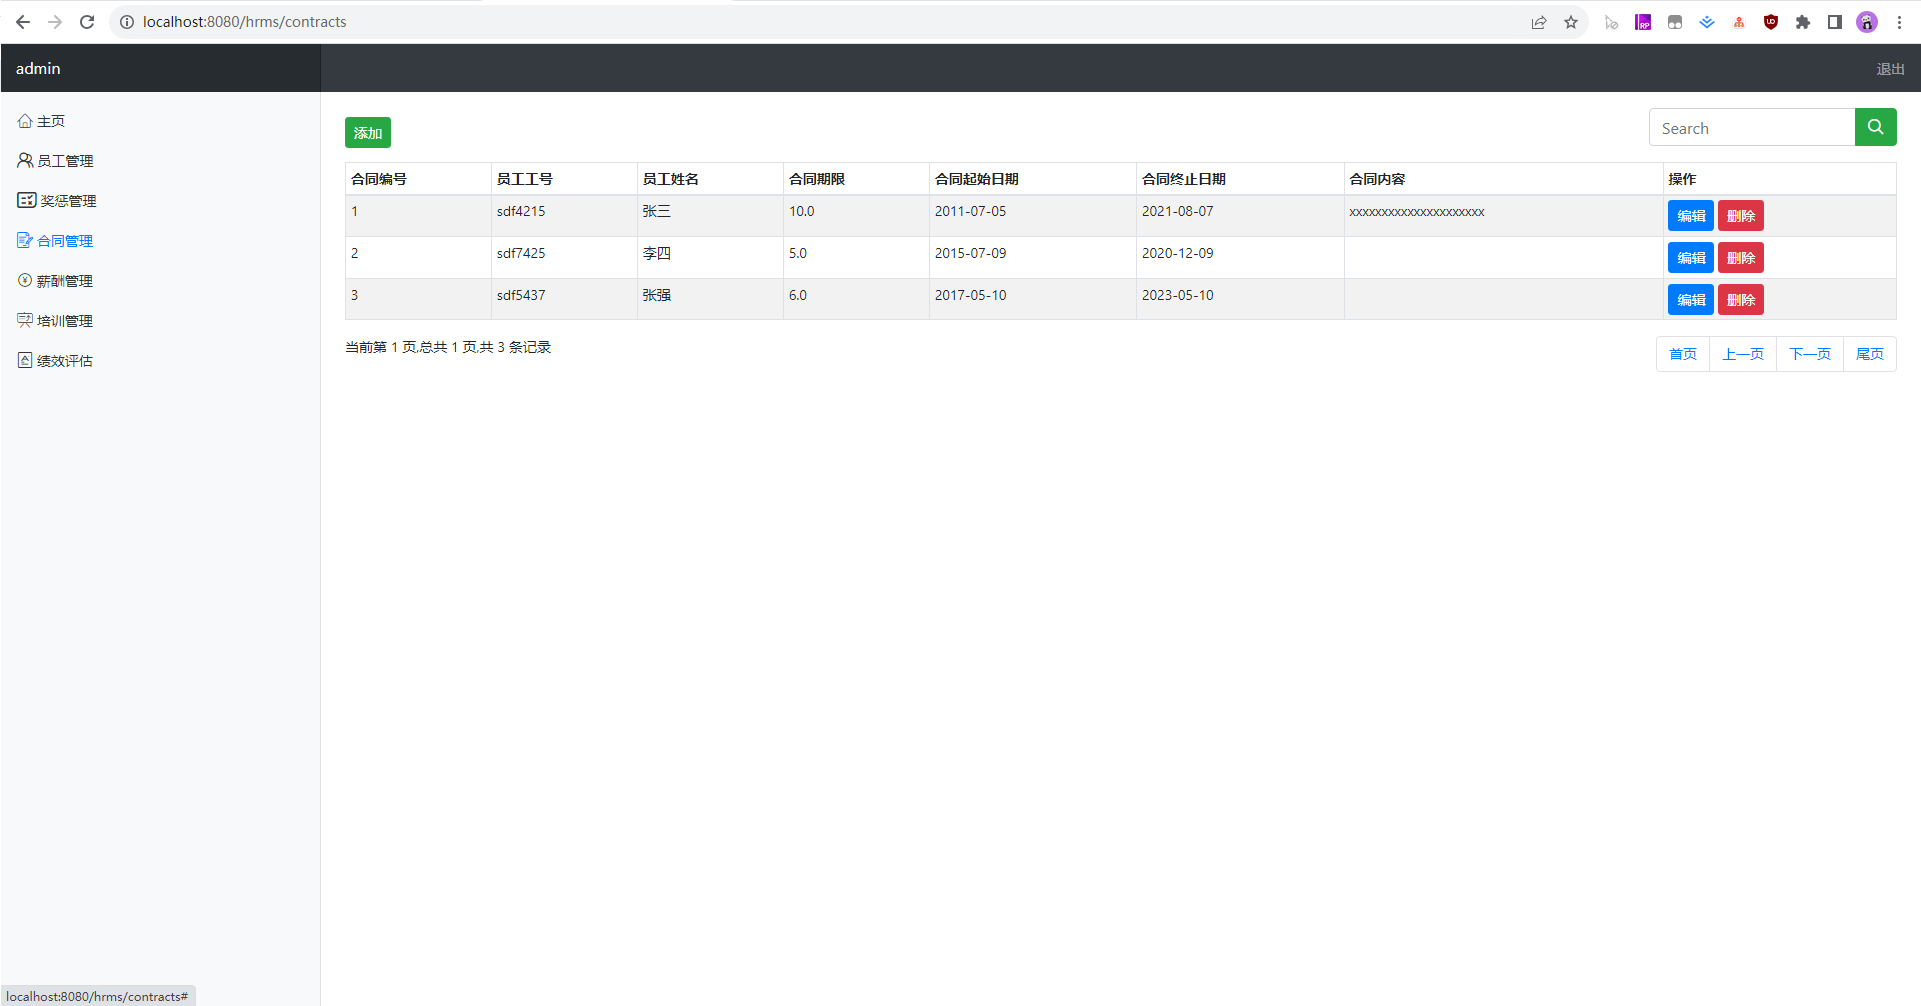 localhost:8080/hrms/contracts
admin
退出
主页
员工管理
奖惩管理
合同管理
薪酬管理
培训管理
绩效评估
添加
Search
合同编号 员工工号 员工姓名 合同期限 合同起始日期 合同终止日期 合同内容 操作
1 sdf4215 张三 10.0 2011-07-05 2021-08-07 xxxxxxxxxxxxxxxxxxxxx 编辑 删除
2 sdf7425 李四 5.0 2015-07-09 2020-12-09 编辑 删除
3 sdf5437 张强 6.0 2017-05-10 2023-05-10 编辑 删除
当前第 1 页,总共 1 页,共 3 条记录
首页 上一页 下一页 尾页
localhost:8080/hrms/contracts#